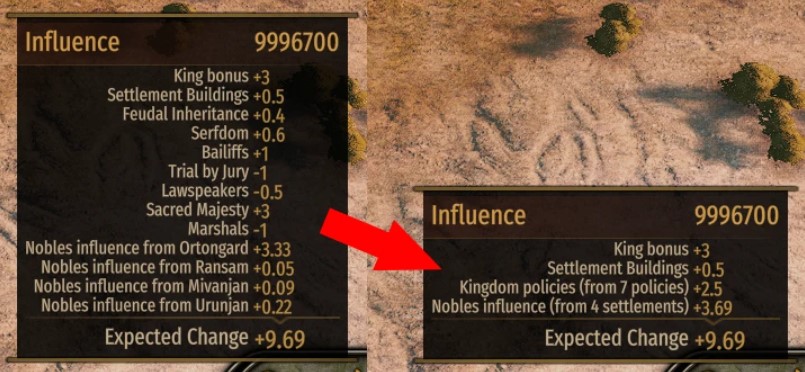 Influence 9996700
King bonus +3
Settlement Buildings +0.5
Feudal Inheritance +0.4
Serfdom +0.6
Bailiffs +1
Trial by Jury -1
Lawspeakers -0.5
Sacred Majesty +3
Marshals -1
Nobles influence from Ortongard +3.33
Nobles influence from Ransam +0.05
Nobles influence from Mivanjan +0.09
Nobles influence from Urunjan +0.22
Expected Change +9.69
Influence 9996700
King bonus +3
Settlement Buildings +0.5
Kingdom policies (from 7 policies) +2.5
Nobles influence (from 4 settlements) +3.69
Expected Change +9.69